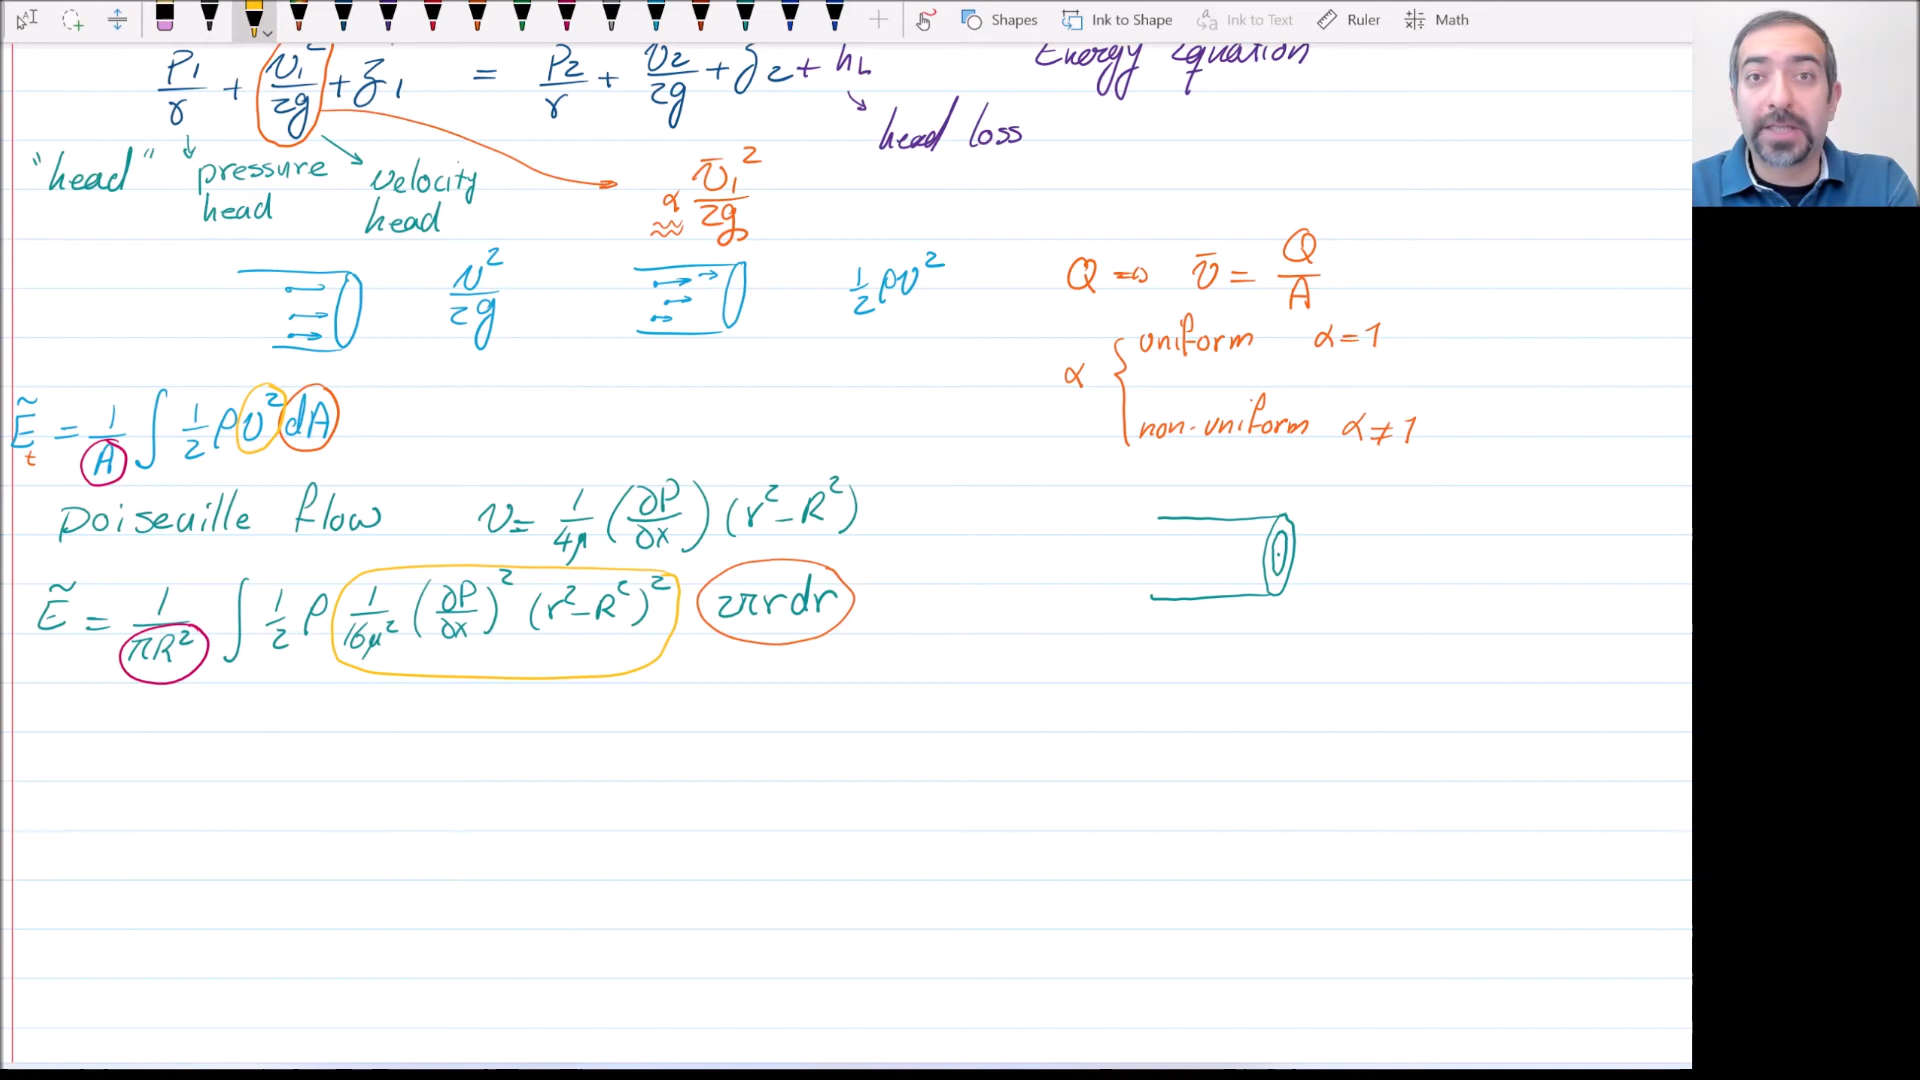 Shapes Ink to Shape Ink to Text Ruler Math
P₁/γ + v₁²/2g + z₁ = P₂/γ + v₂/2g + z₂ + hL Energy Equation
head loss
"head" pressure head velocity head α v̄₁²/2g
v²/2g ½ρv² Q ⇒ v̄ = Q/A
α { uniform α = 1
non-uniform α ≠ 1
Ẽt = 1/A ∫ ½ρv² dA
Poiseuille flow v = 1/4μ (∂P/∂x) (r² - R²)
Ẽ = 1/πR² ∫ ½ρ 1/16μ² (∂P/∂x)² (r² - R²)² 2πrdr